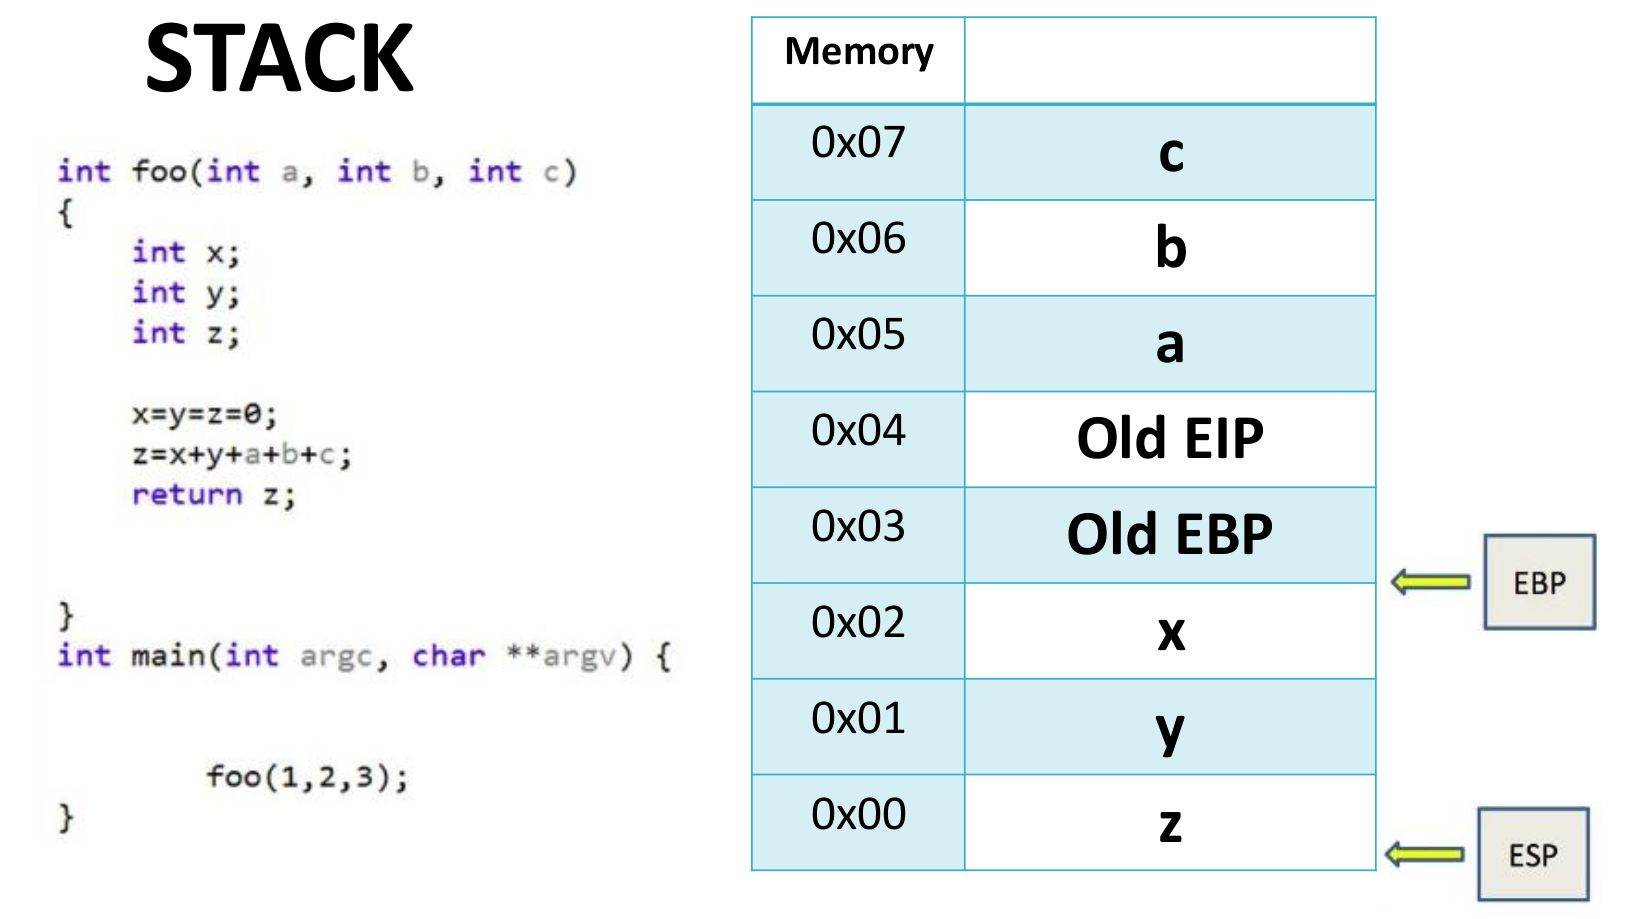 STACK
int foo(int a, int b, int c)
{
int x;
int y;
int z;
x=y=z=0;
z=x+y+a+b+c;
return z;
}
int main(int argc, char **argv) {
foo(1,2,3);
}
Memory
0x07 c
0x06 b
0x05 a
0x04 Old EIP
0x03 Old EBP
0x02 x
0x01 y
0x00 z
EBP
ESP